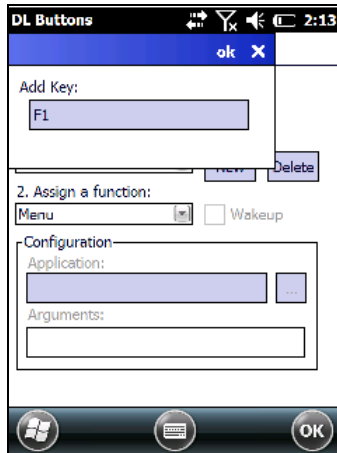 DL Buttons 2:13
ok X
Add Key:
F1
New Delete
2. Assign a function:
Menu Wakeup
Configuration
Application:
...
Arguments:
OK